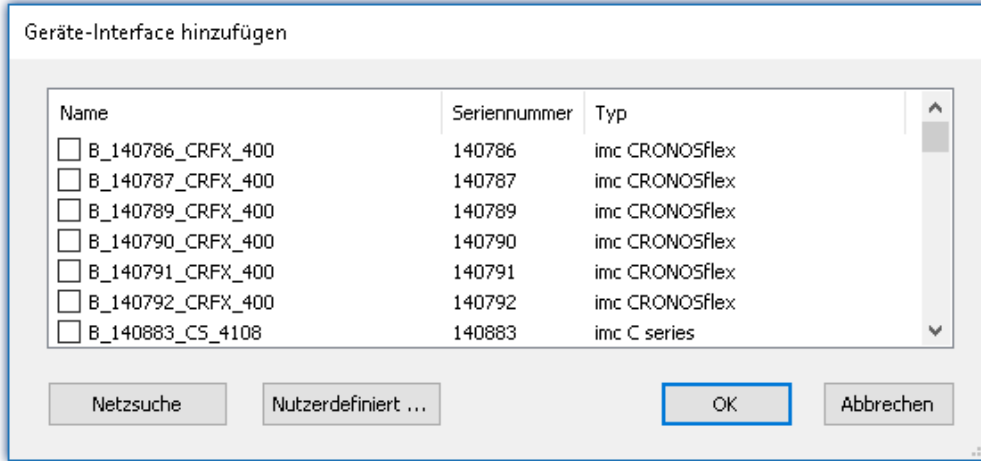 Geräte-Interface hinzufügen
Name Seriennummer Typ
B_140786_CRFX_400 140786 imc CRONOSflex
B_140787_CRFX_400 140787 imc CRONOSflex
B_140789_CRFX_400 140789 imc CRONOSflex
B_140790_CRFX_400 140790 imc CRONOSflex
B_140791_CRFX_400 140791 imc CRONOSflex
B_140792_CRFX_400 140792 imc CRONOSflex
B_140883_CS_4108 140883 imc C series
Netzsuche Nutzerdefiniert ... OK Abbrechen